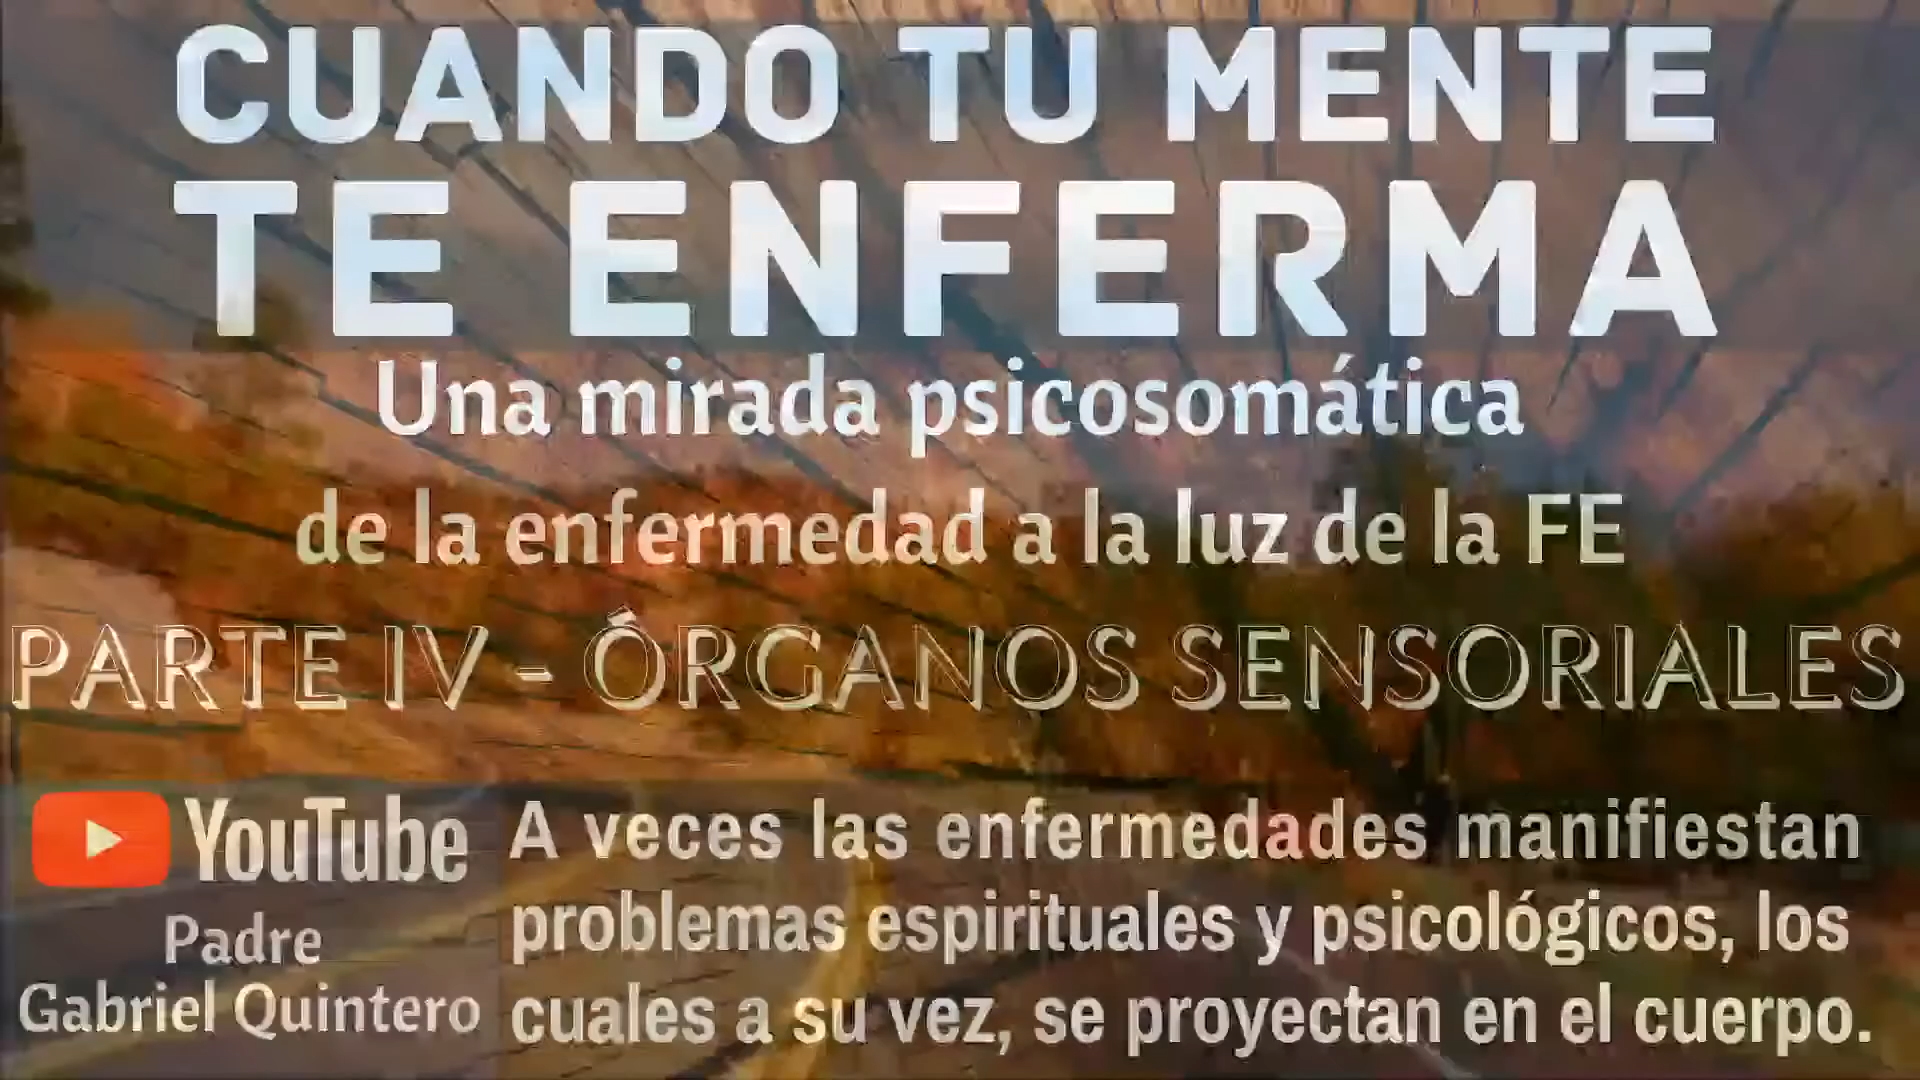 CUANDO TU MENTE
TE ENFERMA
Una mirada psicosomática
de la enfermedad a la luz de la FE
PARTE IV - ÓRGANOS SENSORIALES
YouTube
Padre
Gabriel Quintero
A veces las enfermedades manifiestan
problemas espirituales y psicológicos, los
cuales a su vez, se proyectan en el cuerpo.